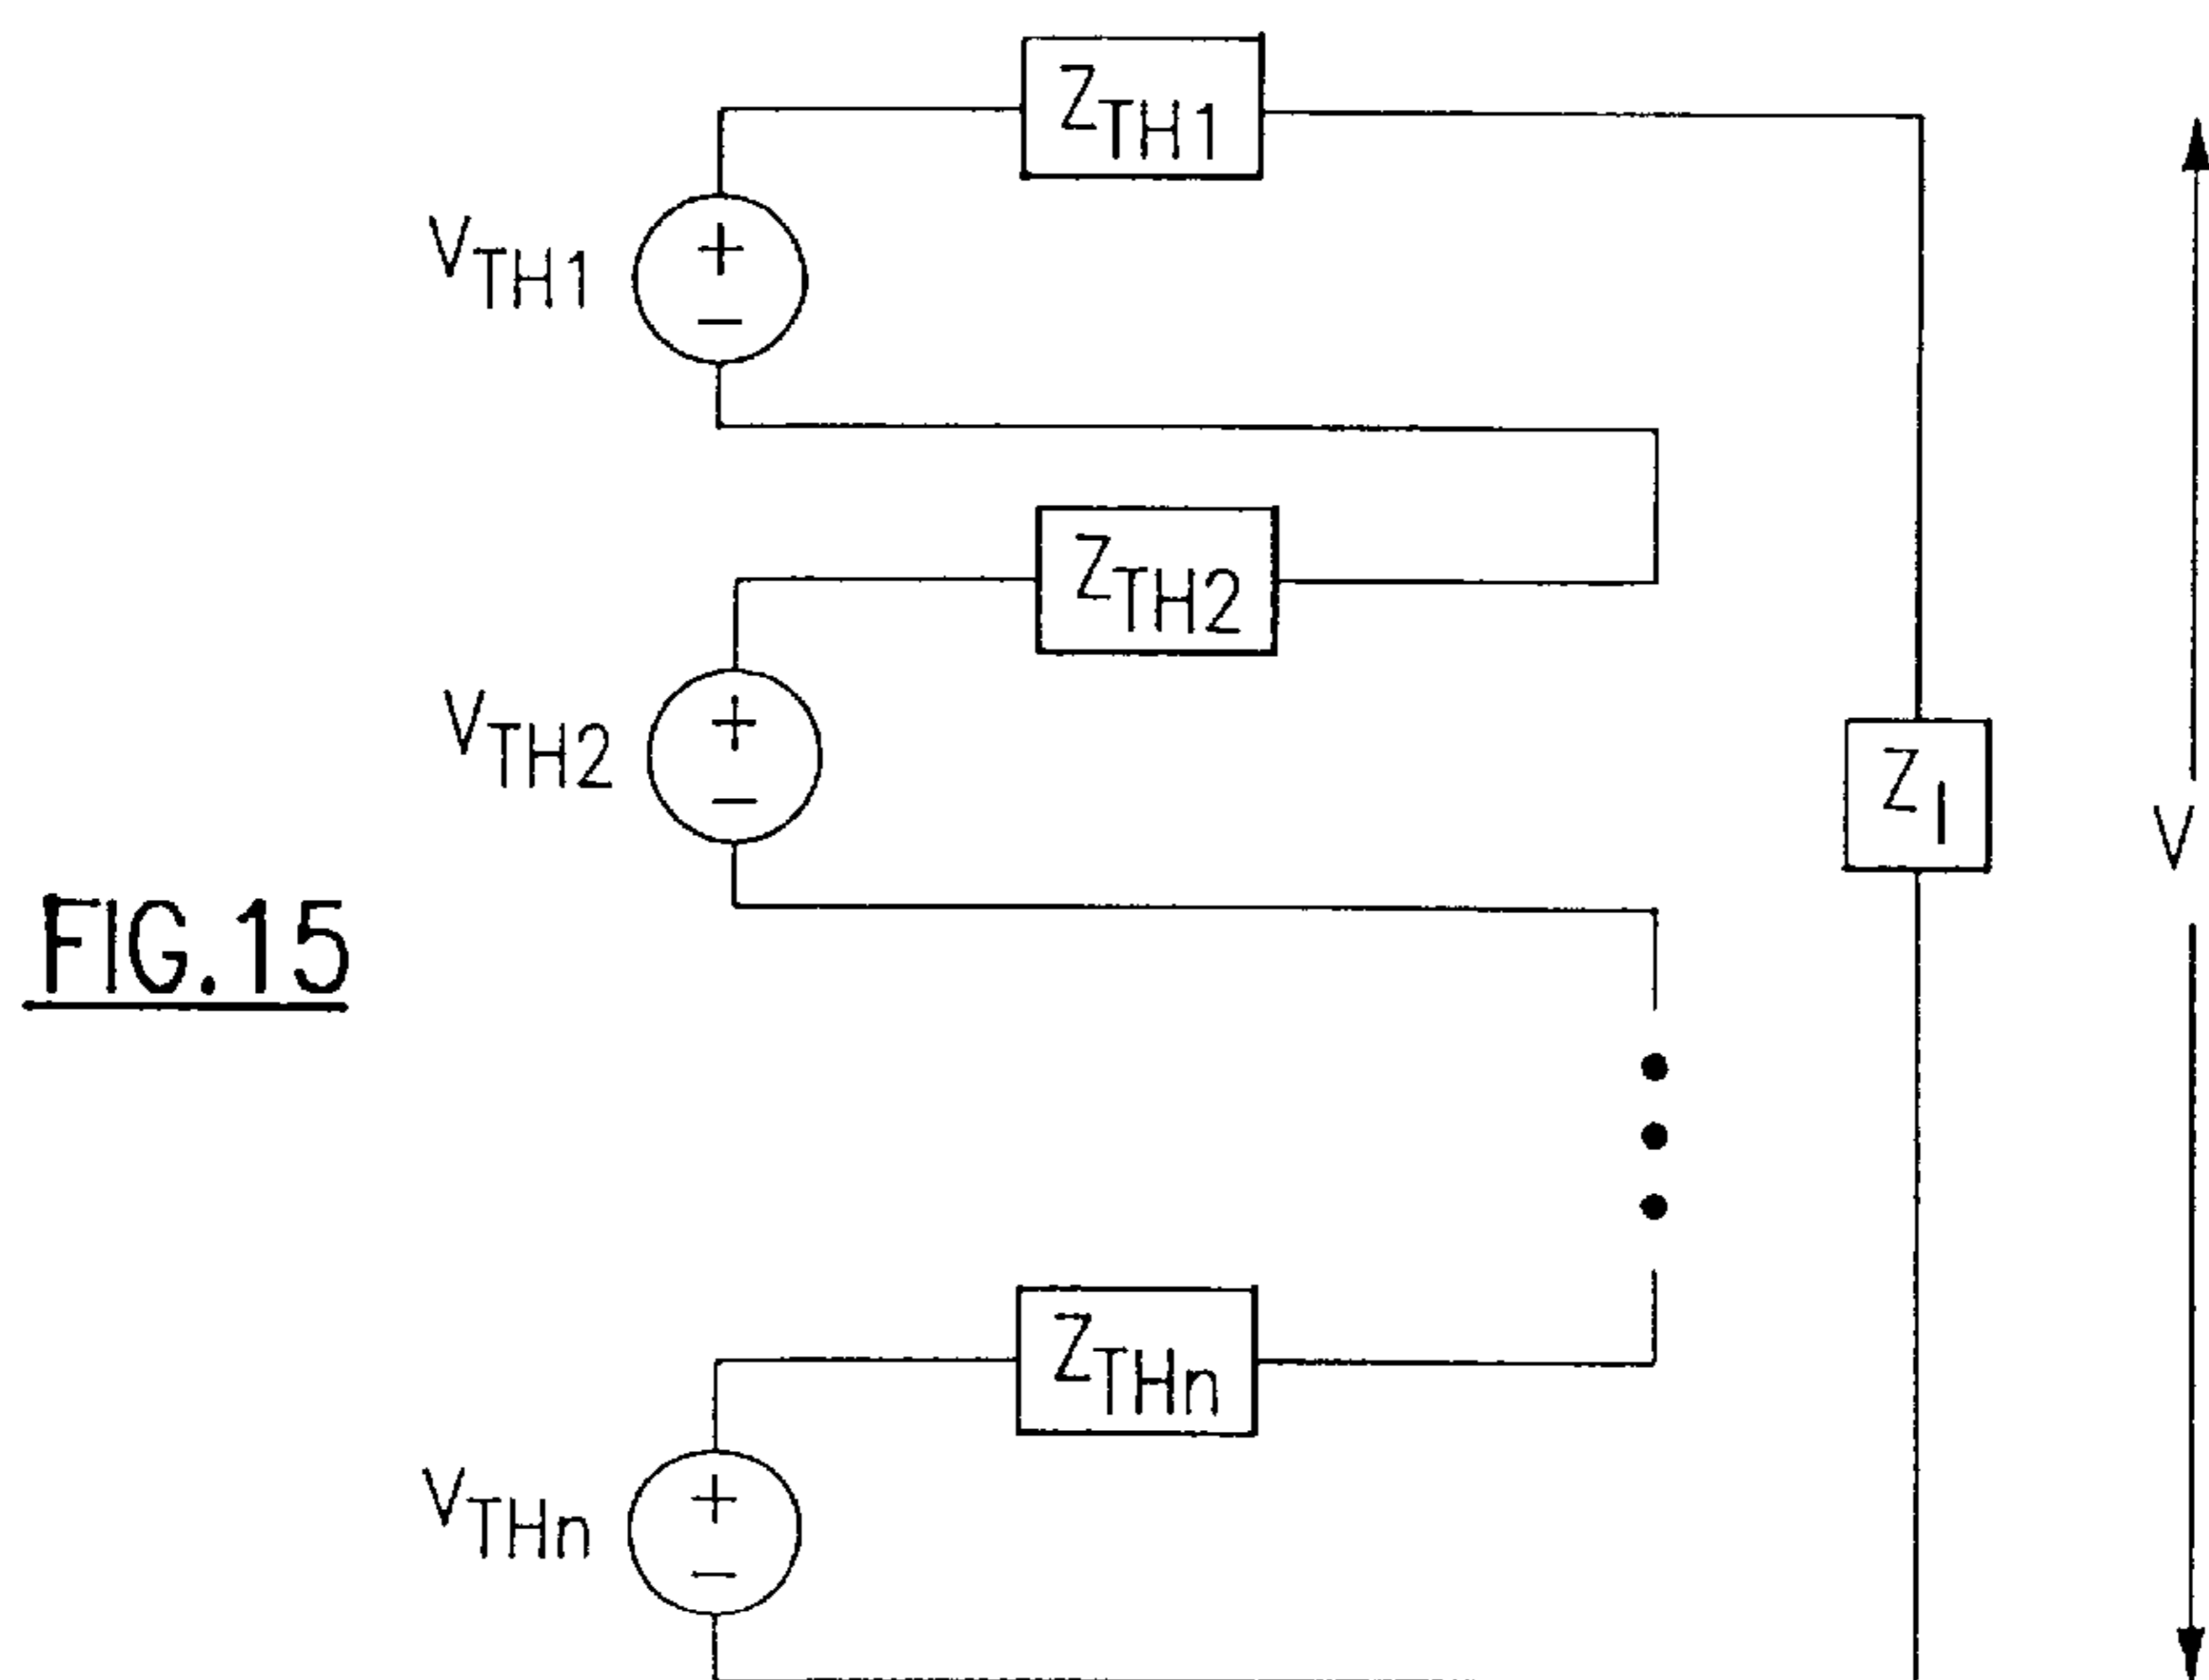 Z_TH1
V_TH1
+
−
Z_TH2
V_TH2
+
−
Z_l
V
FIG.15
Z_THn
V_THn
+
−